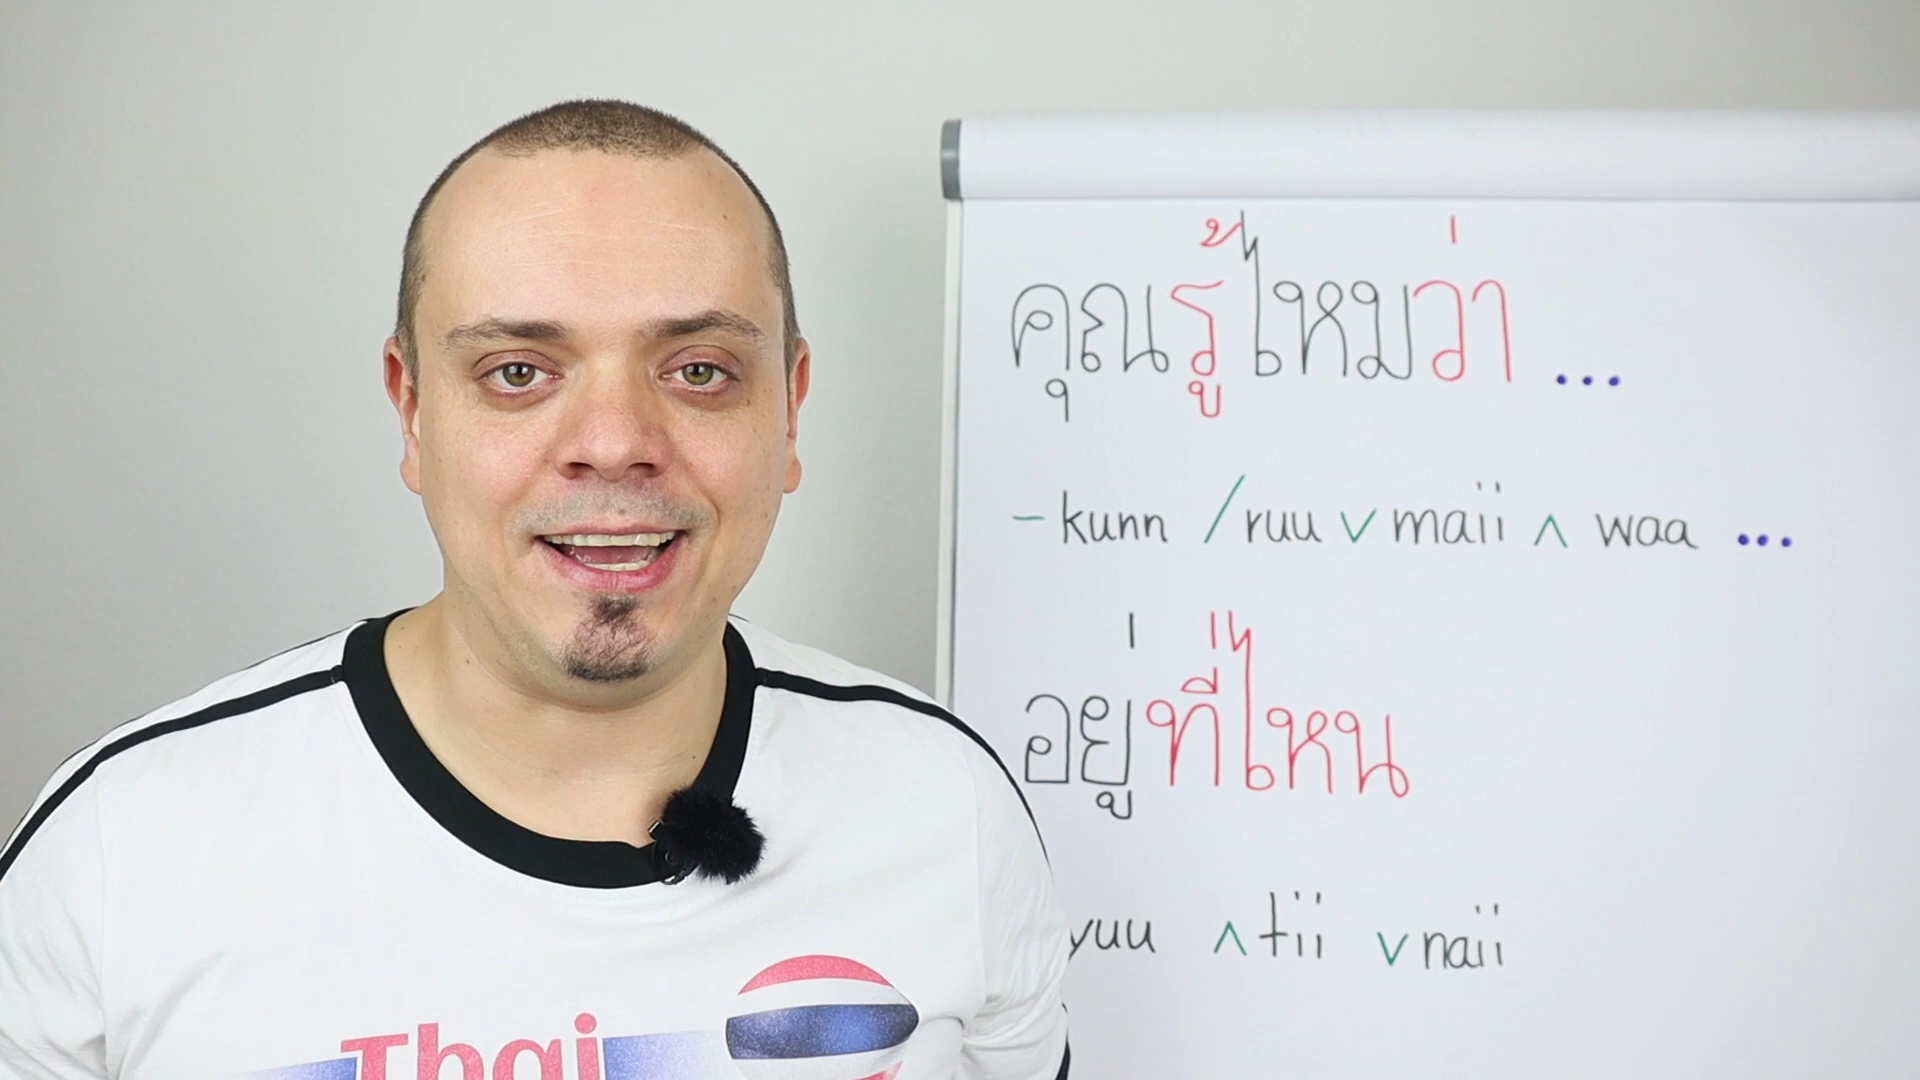 คุณรู้ไหมว่า ...
- kunn / ruu v maii ʌ waa ...
อยู่ที่ไหน
yuu ʌ tii v naii
Thai